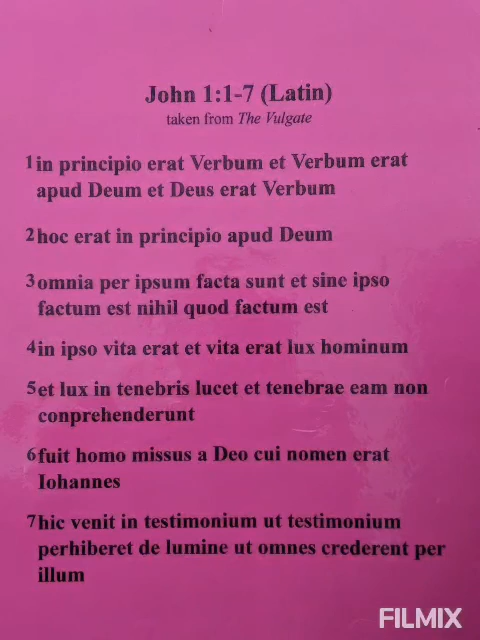 John 1:1-7 (Latin)
taken from The Vulgate
1 in principio erat Verbum et Verbum erat
apud Deum et Deus erat Verbum
2 hoc erat in principio apud Deum
3 omnia per ipsum facta sunt et sine ipso
factum est nihil quod factum est
4 in ipso vita erat et vita erat lux hominum
5 et lux in tenebris lucet et tenebrae eam non
conprehenderunt
6 fuit homo missus a Deo cui nomen erat
Iohannes
7 hic venit in testimonium ut testimonium
perhiberet de lumine ut omnes crederent per
illum
FILMIX